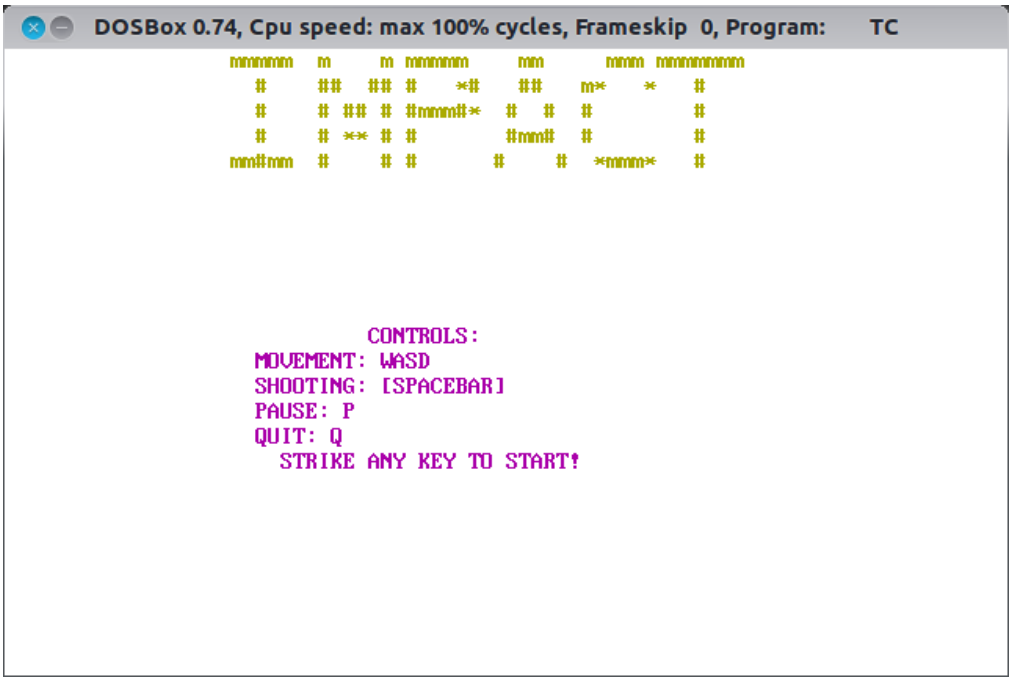 DOSBox 0.74, Cpu speed: max 100% cycles, Frameskip 0, Program: TC
IMPACT
CONTROLS:
MOVEMENT: WASD
SHOOTING: [SPACEBAR]
PAUSE: P
QUIT: Q
STRIKE ANY KEY TO START!